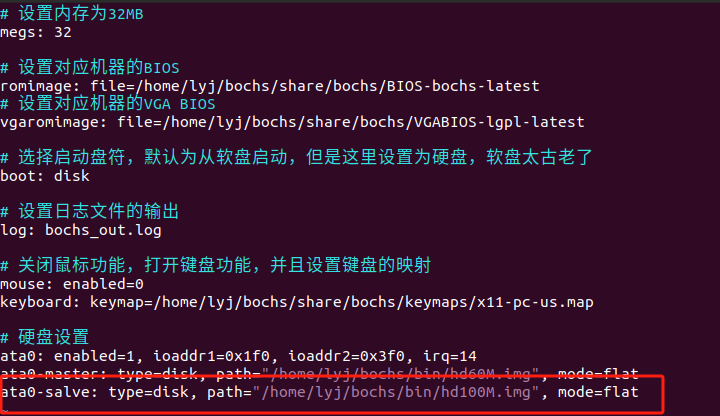 # 设置内存为32MB
megs: 32
# 设置对应机器的BIOS
romimage: file=/home/lyj/bochs/share/bochs/BIOS-bochs-latest
# 设置对应机器的VGA BIOS
vgaromimage: file=/home/lyj/bochs/share/bochs/VGABIOS-lgpl-latest
# 选择启动盘符，默认为从软盘启动，但是这里设置为硬盘，软盘太古老了
boot: disk
# 设置日志文件的输出
log: bochs_out.log
# 关闭鼠标功能，打开键盘功能，并且设置键盘的映射
mouse: enabled=0
keyboard: keymap=/home/lyj/bochs/share/bochs/keymaps/x11-pc-us.map
# 硬盘设置
ata0: enabled=1, ioaddr1=0x1f0, ioaddr2=0x3f0, irq=14
ata0-master: type=disk, path="/home/lyj/bochs/bin/hd60M.img", mode=flat
ata0-salve: type=disk, path="/home/lyj/bochs/bin/hd100M.img", mode=flat